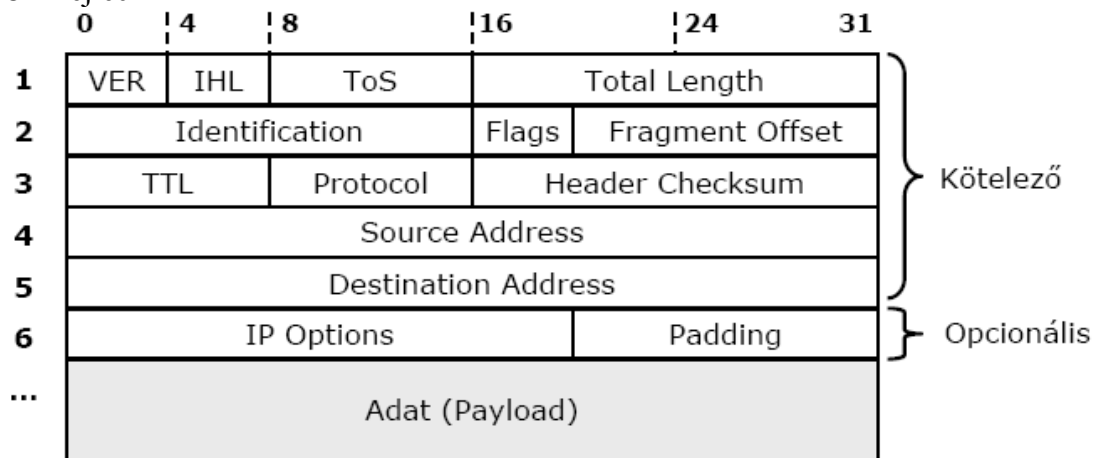 0 4 8 16 24 31
1 VER IHL ToS Total Length
2 Identification Flags Fragment Offset
3 TTL Protocol Header Checksum
Kötelező
4 Source Address
5 Destination Address
6 IP Options Padding
Opcionális
...
Adat (Payload)